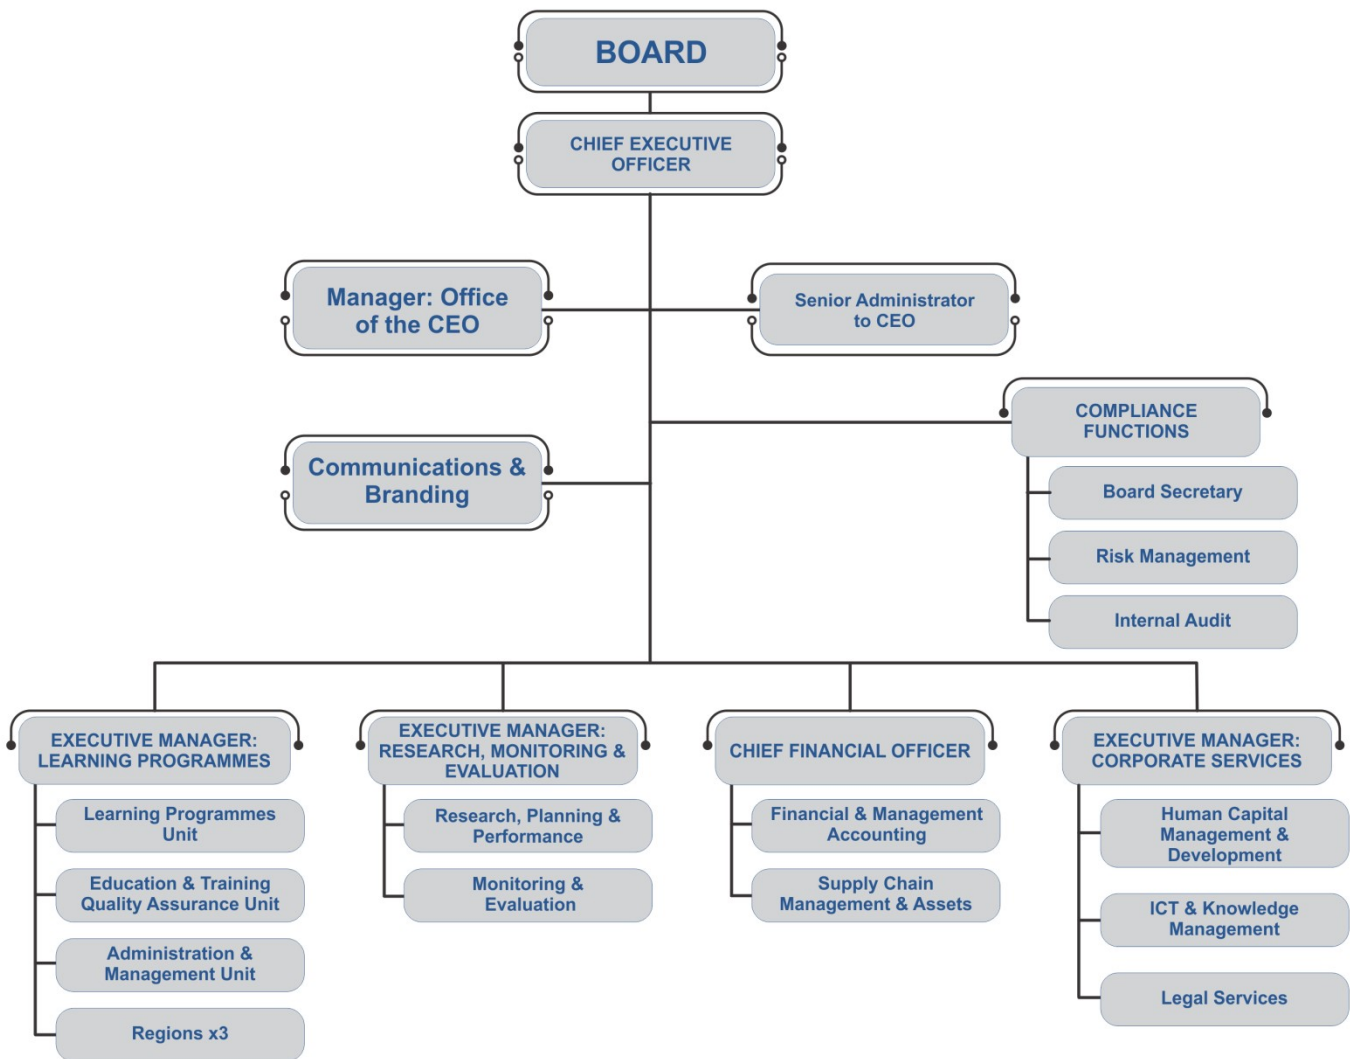 BOARD
CHIEF EXECUTIVE
OFFICER
Manager: Office
of the CEO
Senior Administrator
to CEO
COMPLIANCE
FUNCTIONS
Board Secretary
Risk Management
Internal Audit
Communications &
Branding
EXECUTIVE MANAGER:
LEARNING PROGRAMMES
Learning Programmes
Unit
Education & Training
Quality Assurance Unit
Administration &
Management Unit
Regions x3
EXECUTIVE MANAGER:
RESEARCH, MONITORING &
EVALUATION
Research, Planning &
Performance
Monitoring &
Evaluation
CHIEF FINANCIAL OFFICER
Financial & Management
Accounting
Supply Chain
Management & Assets
EXECUTIVE MANAGER:
CORPORATE SERVICES
Human Capital
Management &
Development
ICT & Knowledge
Management
Legal Services